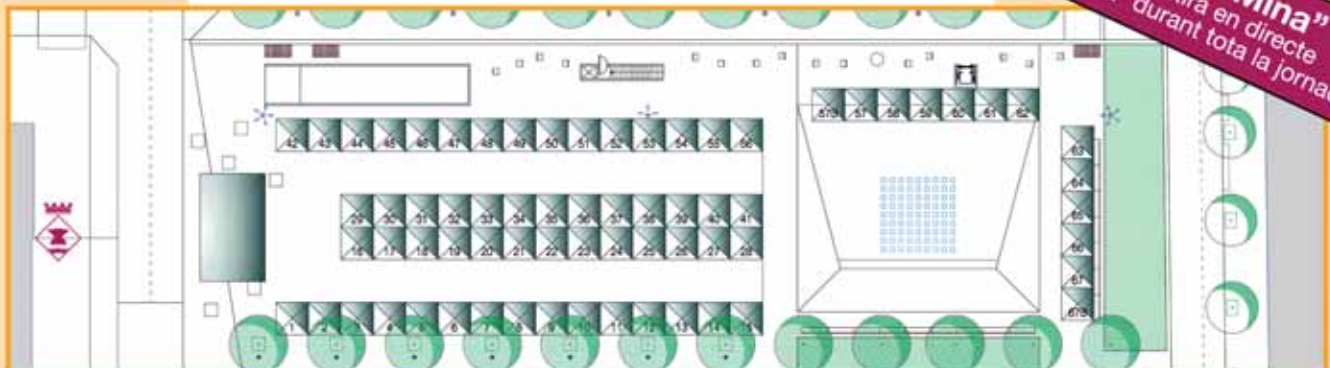 Mina”
en directe
durant tota la
57B 57 58 59 60 61 62
42 43 44 45 46 47 48 49 50 51 52 53 54 55 56
63
64
65
66
67
67B
29 30 31 32 33 34 35 36 37 38 39 40 41
16 17 18 19 20 21 22 23 24 25 26 27 28
1 2 3 4 5 6 7 8 9 10 11 12 13 14 15